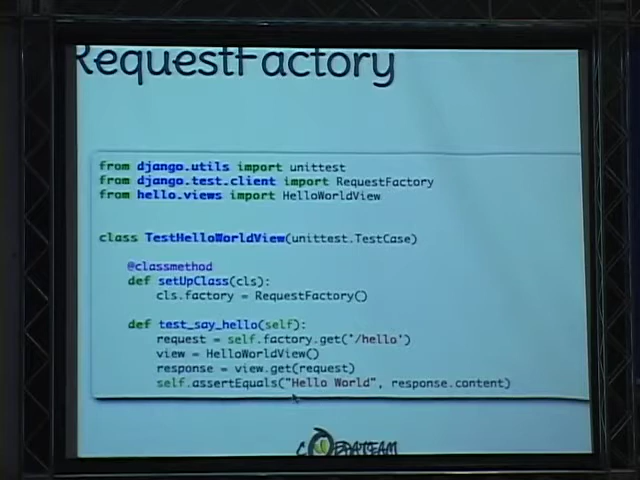 RequestFactory
from django.utils import unittest
from django.test.client import RequestFactory
from hello.views import HelloWorldView
class TestHelloWorldView(unittest.TestCase)
@classmethod
def setUpClass(cls):
cls.factory = RequestFactory()
def test_say_hello(self):
request = self.factory.get('/hello')
view = HelloWorldView()
response = view.get(request)
self.assertEquals("Hello World", response.content)